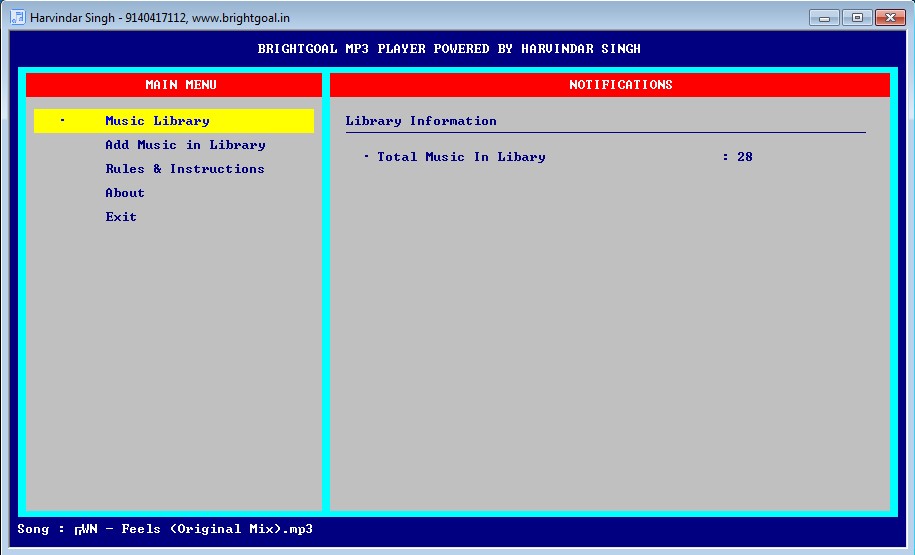 Harvindar Singh - 9140417112, www.brightgoal.in
BRIGHTGOAL MP3 PLAYER POWERED BY HARVINDAR SINGH
MAIN MENU
· Music Library
Add Music in Library
Rules & Instructions
About
Exit
NOTIFICATIONS
Library Information
· Total Music In Libary : 28
Song : ╓WN - Feels (Original Mix).mp3